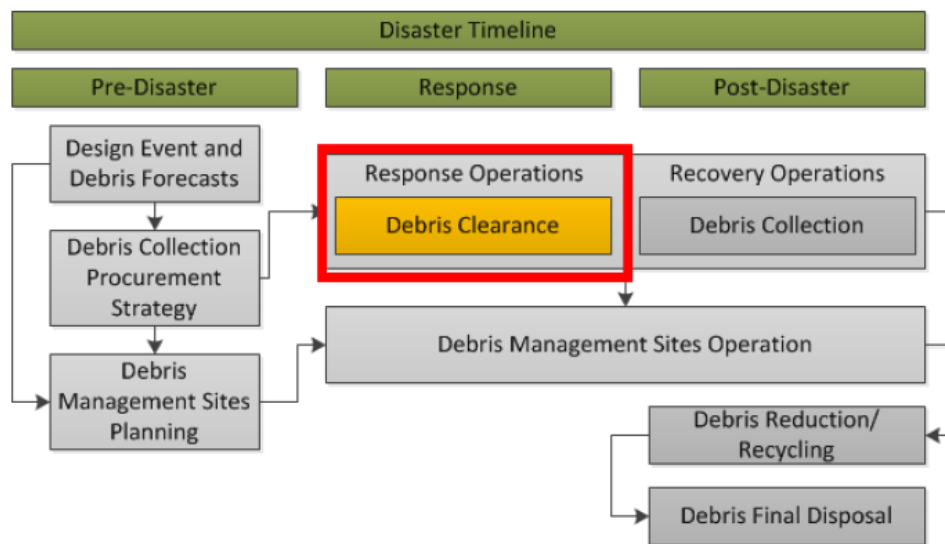 Disaster Timeline
Pre-Disaster
Response
Post-Disaster
Design Event and
Debris Forecasts
Response Operations
Recovery Operations
Debris Clearance
Debris Collection
Debris Collection
Procurement
Strategy
Debris Management Sites Operation
Debris
Management Sites
Planning
Debris Reduction/
Recycling
Debris Final Disposal